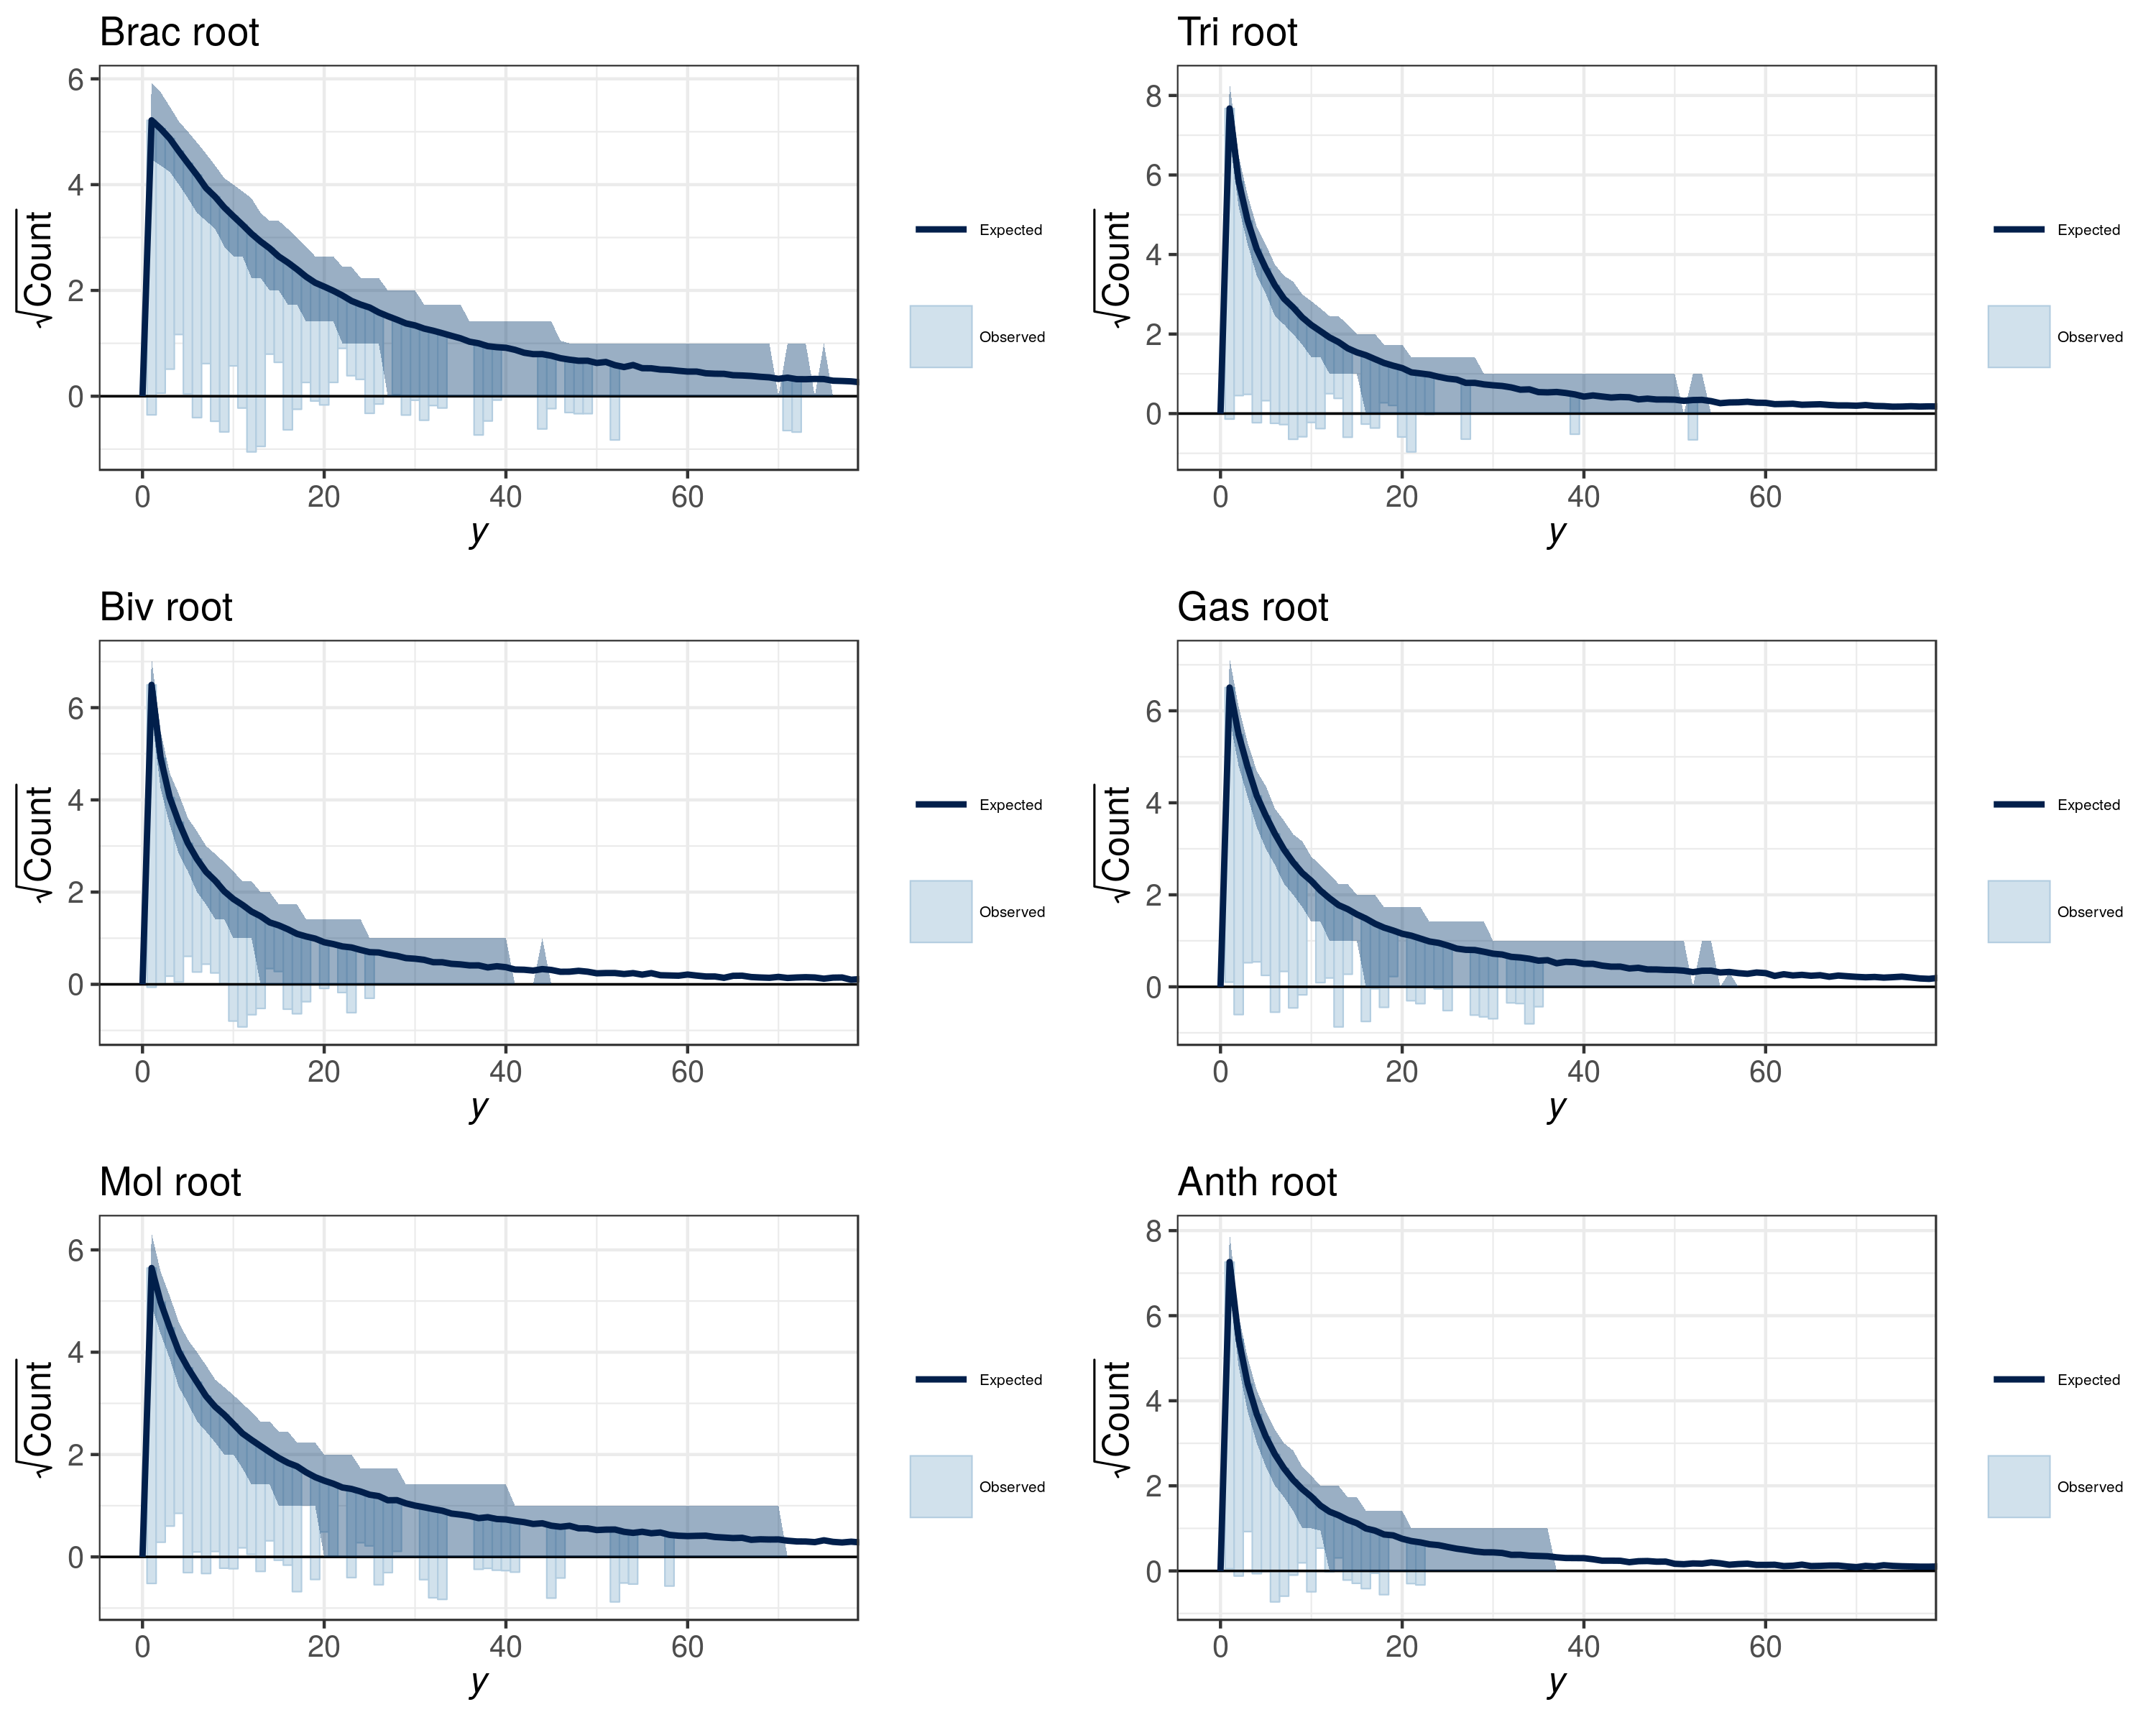 Brac root
6
4
2
0
0 20 40 60
√Count
y
Expected
Observed
Tri root
8
6
4
2
0
0 20 40 60
√Count
y
Expected
Observed
Biv root
6
4
2
0
0 20 40 60
√Count
y
Expected
Observed
Gas root
6
4
2
0
0 20 40 60
√Count
y
Expected
Observed
Mol root
6
4
2
0
0 20 40 60
√Count
y
Expected
Observed
Anth root
8
6
4
2
0
0 20 40 60
√Count
y
Expected
Observed